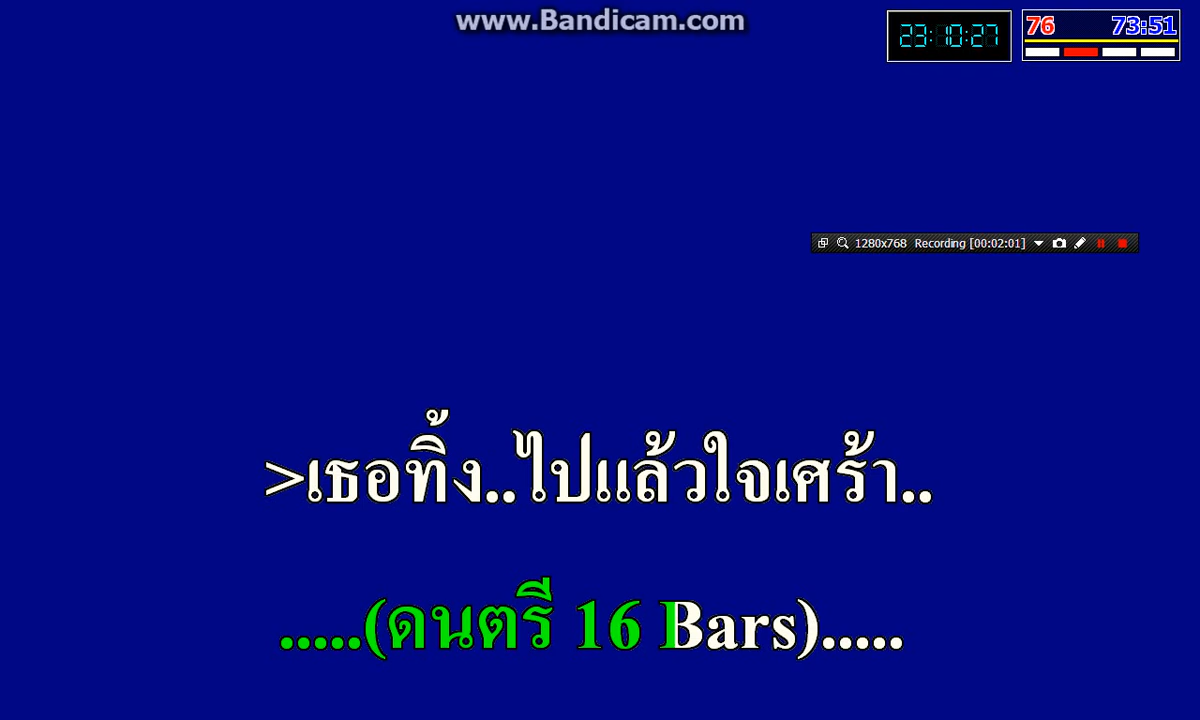 www.Bandicam.com
23:10:27
76 73:51
1280x768 Recording [00:02:01]
>เธอทิ้ง..ไปแล้วใจเศร้า..
.....(ดนตรี 16 Bars).....